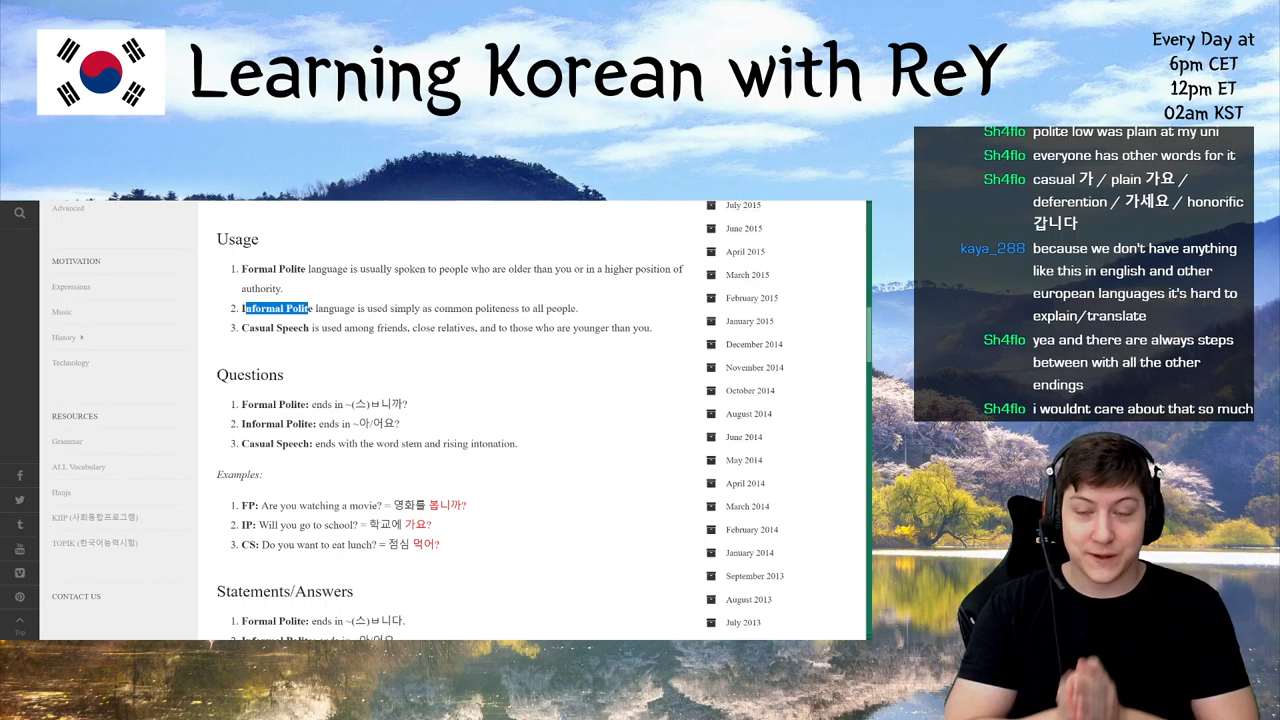 Learning Korean with ReY
Every Day at
6pm CET
12pm ET
02am KST
Sh4flo polite low was plain at my uni
Sh4flo everyone has other words for it
Sh4flo casual 가 / plain 가요 /
deferention / 가세요 / honorific
갑니다
kaya_288 because we don't have anything
like this in english and other
european languages it's hard to
explain/translate
Sh4flo yea and there are always steps
between with all the other
endings
Sh4flo i wouldnt care about that so much
Advanced
MOTIVATION
Expressions
Music
History
Technology
RESOURCES
Grammar
ALL Vocabulary
Hanja
KIIP (사회통합프로그램)
TOPIK (한국어능력시험)
CONTACT US
Top
Usage
1. Formal Polite language is usually spoken to people who are older than you or in a higher position of
authority.
2. Informal Polite language is used simply as common politeness to all people.
3. Casual Speech is used among friends, close relatives, and to those who are younger than you.
Questions
1. Formal Polite: ends in ~(스)ㅂ니까?
2. Informal Polite: ends in ~아/어요?
3. Casual Speech: ends with the word stem and rising intonation.
Examples:
1. FP: Are you watching a movie? = 영화를 봅니까?
2. IP: Will you go to school? = 학교에 가요?
3. CS: Do you want to eat lunch? = 점심 먹어?
Statements/Answers
1. Formal Polite: ends in ~(스)ㅂ니다.
2. Informal Polite: ends in ~아/어요
July 2015
June 2015
April 2015
March 2015
February 2015
January 2015
December 2014
November 2014
October 2014
August 2014
June 2014
May 2014
April 2014
March 2014
February 2014
January 2014
September 2013
August 2013
July 2013